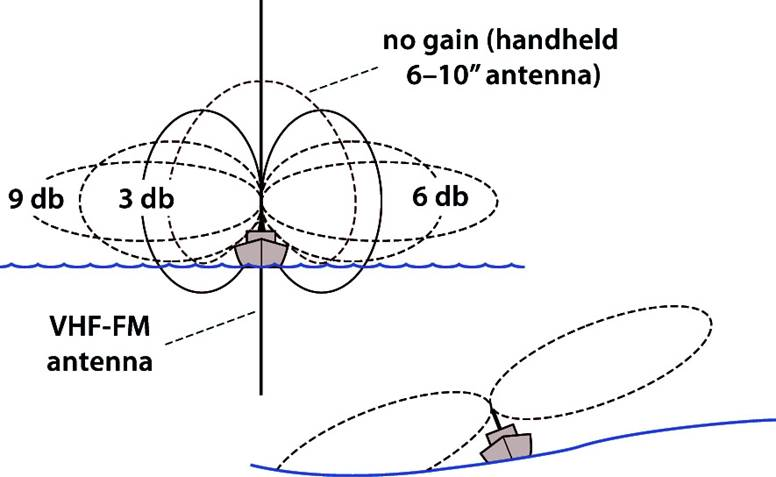 no gain (handheld
6–10” antenna)
9 db
3 db
6 db
VHF-FM
antenna